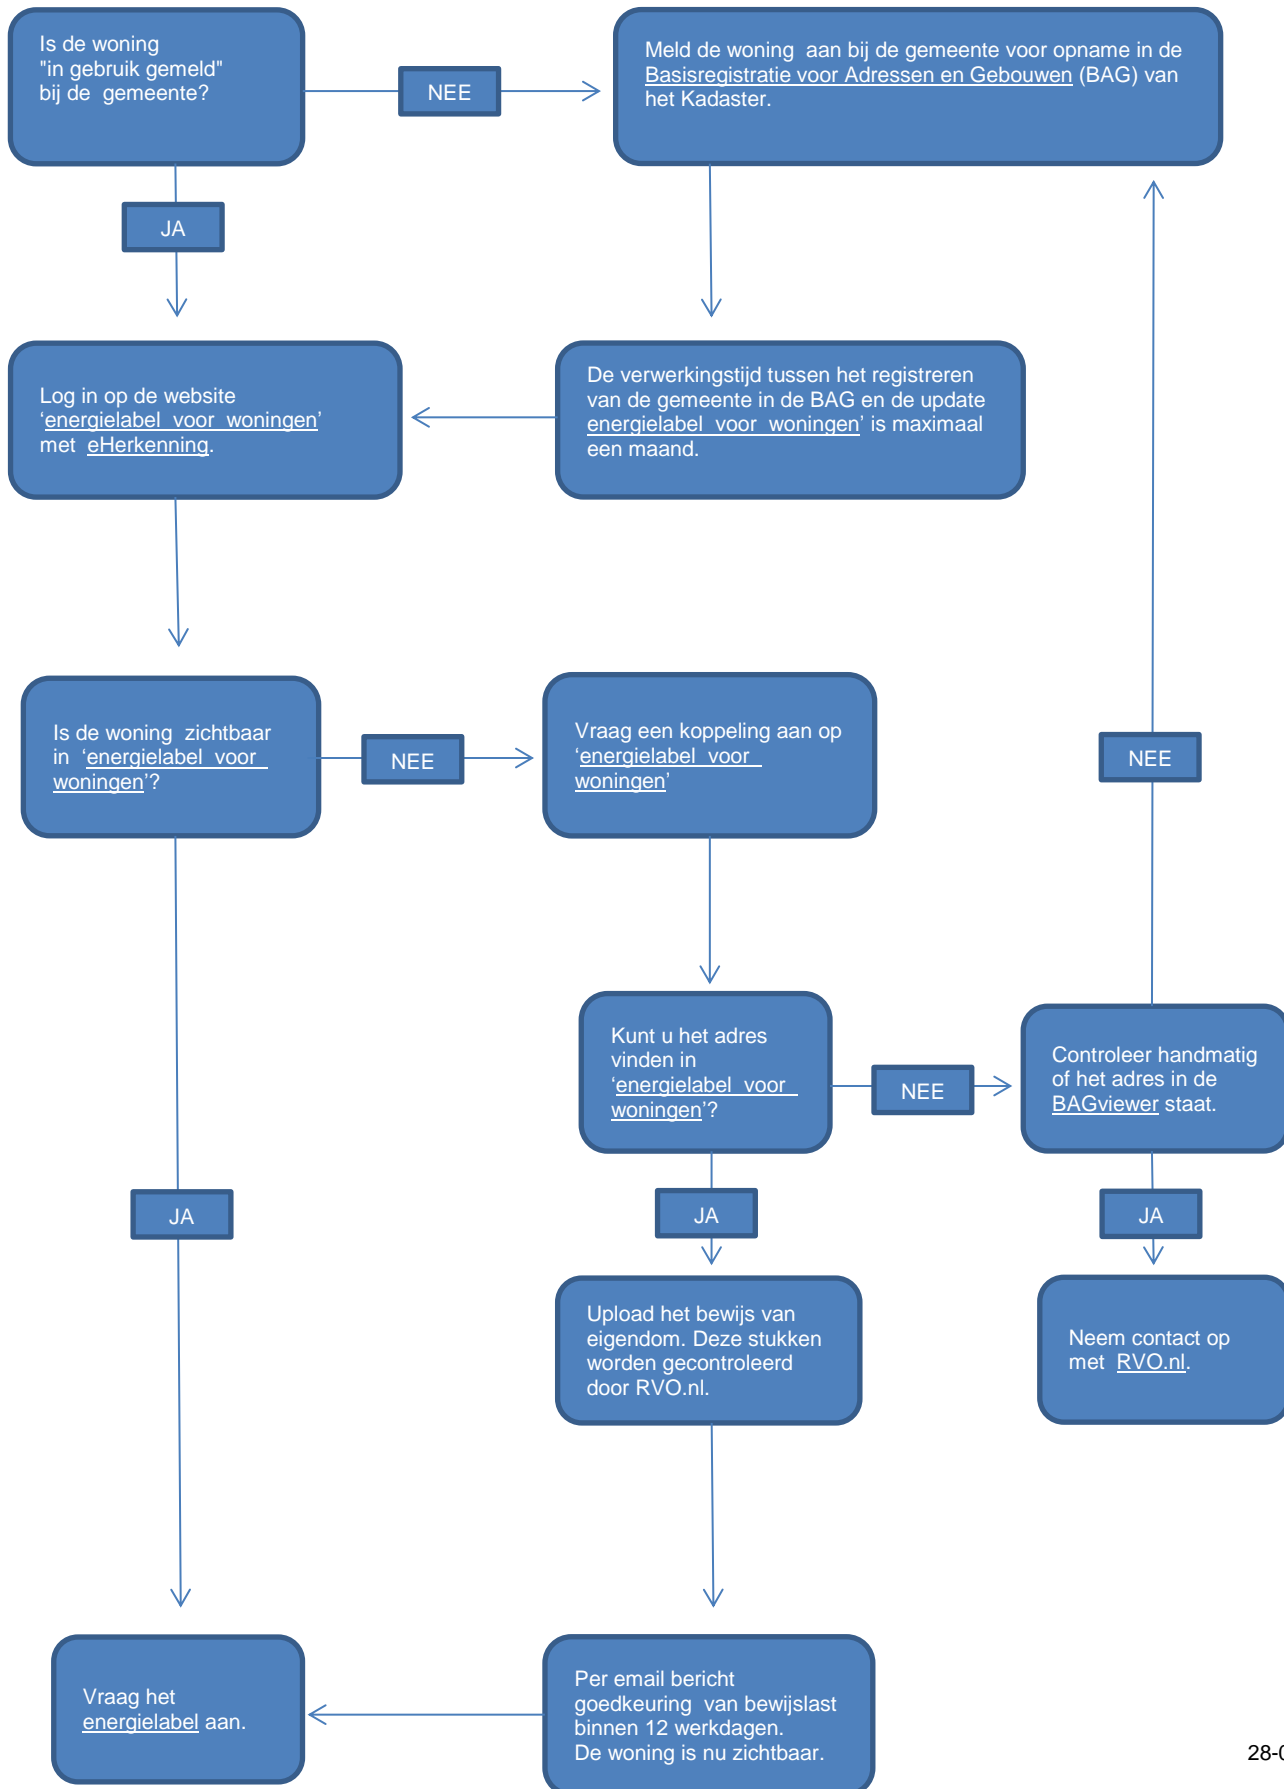 Is de woning
"in gebruik gemeld"
bij de gemeente?
NEE
Meld de woning aan bij de gemeente voor opname in de
Basisregistratie voor Adressen en Gebouwen (BAG) van
het Kadaster.
JA
Log in op de website
‘energielabel voor woningen’
met eHerkenning.
De verwerkingstijd tussen het registreren
van de gemeente in de BAG en de update
energielabel voor woningen’ is maximaal
een maand.
Is de woning zichtbaar
in ‘energielabel voor
woningen’?
NEE
Vraag een koppeling aan op
‘energielabel voor
woningen’
NEE
Kunt u het adres
vinden in
‘energielabel voor
woningen’?
NEE
Controleer handmatig
of het adres in de
BAGviewer staat.
JA
JA
JA
Upload het bewijs van
eigendom. Deze stukken
worden gecontroleerd
door RVO.nl.
Neem contact op
met RVO.nl.
Vraag het
energielabel aan.
Per email bericht
goedkeuring van bewijslast
binnen 12 werkdagen.
De woning is nu zichtbaar.